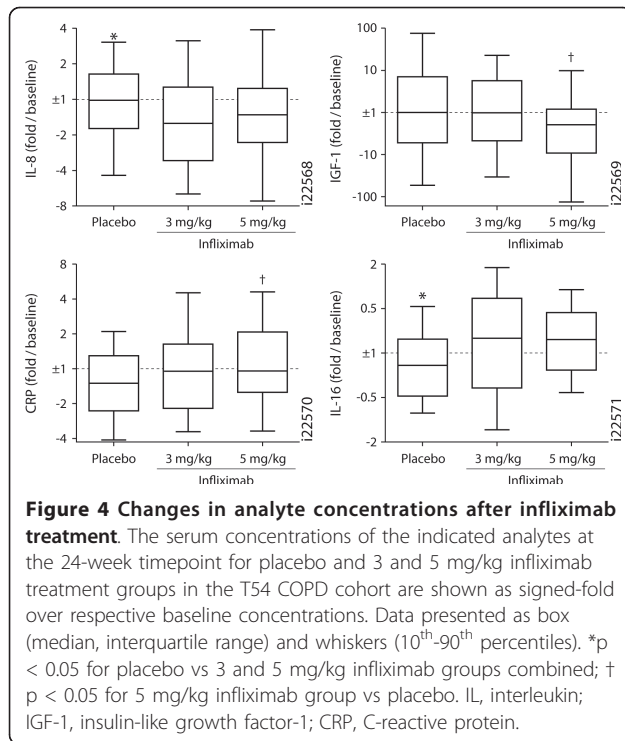 4
2
±1
-2
-4
-8
IL-8 (fold / baseline)
*
i22568
Placebo 3 mg/kg 5 mg/kg
Infliximab
100
10
±1
-10
-100
IGF-1 (fold / baseline)
†
i22569
Placebo 3 mg/kg 5 mg/kg
Infliximab
8
4
2
±1
-2
-4
CRP (fold / baseline)
†
i22570
Placebo 3 mg/kg 5 mg/kg
Infliximab
2
0.5
±1
-0.5
-2
IL-16 (fold / baseline)
*
i22571
Placebo 3 mg/kg 5 mg/kg
Infliximab
Figure 4 Changes in analyte concentrations after infliximab
treatment. The serum concentrations of the indicated analytes at
the 24-week timepoint for placebo and 3 and 5 mg/kg infliximab
treatment groups in the T54 COPD cohort are shown as signed-fold
over respective baseline concentrations. Data presented as box
(median, interquartile range) and whiskers (10th-90th percentiles). *p
< 0.05 for placebo vs 3 and 5 mg/kg infliximab groups combined; †
p < 0.05 for 5 mg/kg infliximab group vs placebo. IL, interleukin;
IGF-1, insulin-like growth factor-1; CRP, C-reactive protein.